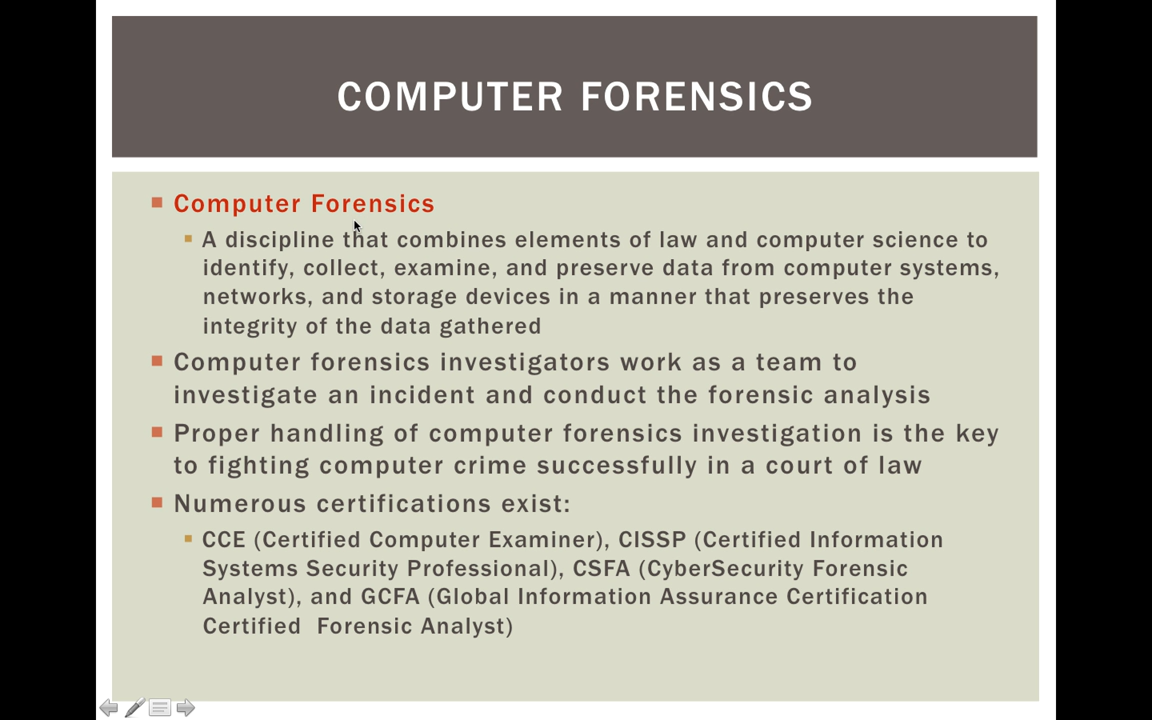 COMPUTER FORENSICS
Computer Forensics
A discipline that combines elements of law and computer science to
identify, collect, examine, and preserve data from computer systems,
networks, and storage devices in a manner that preserves the
integrity of the data gathered
Computer forensics investigators work as a team to
investigate an incident and conduct the forensic analysis
Proper handling of computer forensics investigation is the key
to fighting computer crime successfully in a court of law
Numerous certifications exist:
CCE (Certified Computer Examiner), CISSP (Certified Information
Systems Security Professional), CSFA (CyberSecurity Forensic
Analyst), and GCFA (Global Information Assurance Certification
Certified  Forensic Analyst)